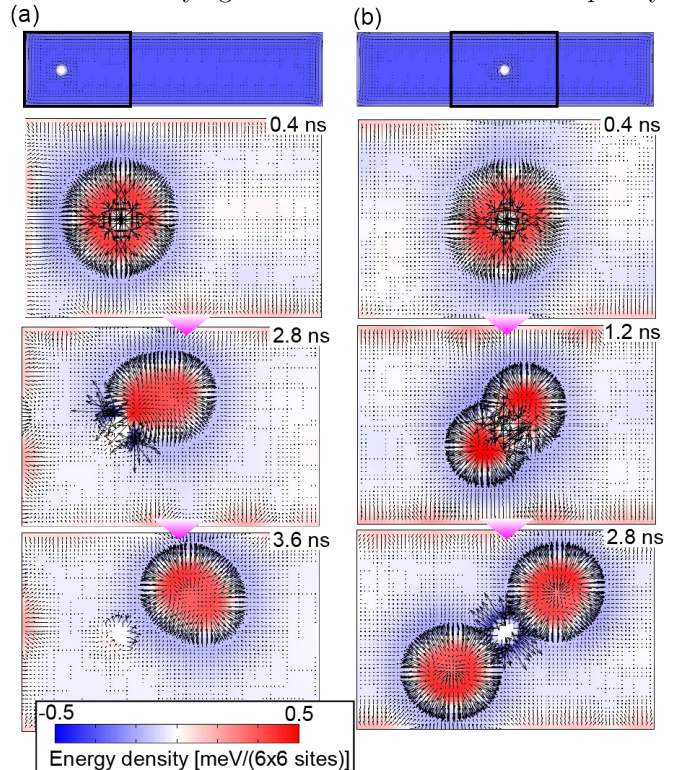 (a)
(b)
0.4 ns
0.4 ns
2.8 ns
1.2 ns
3.6 ns
2.8 ns
-0.5
0.5
Energy density [meV/(6x6 sites)]